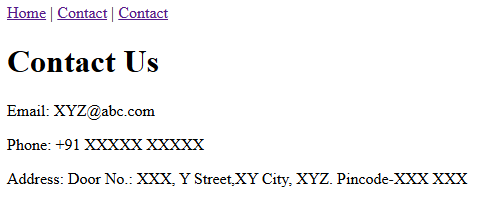 Home | Contact | Contact
Contact Us
Email: XYZ@abc.com
Phone: +91 XXXXX XXXXX
Address: Door No.: XXX, Y Street,XY City, XYZ. Pincode-XXX XXX